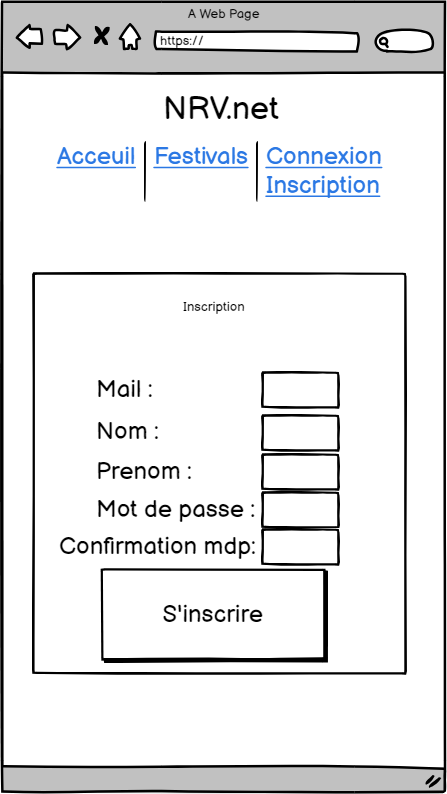 A Web Page
https://
NRV.net
Acceuil
Festivals
Connexion
Inscription
Inscription
Mail :
Nom :
Prenom :
Mot de passe :
Confirmation mdp:
S'inscrire